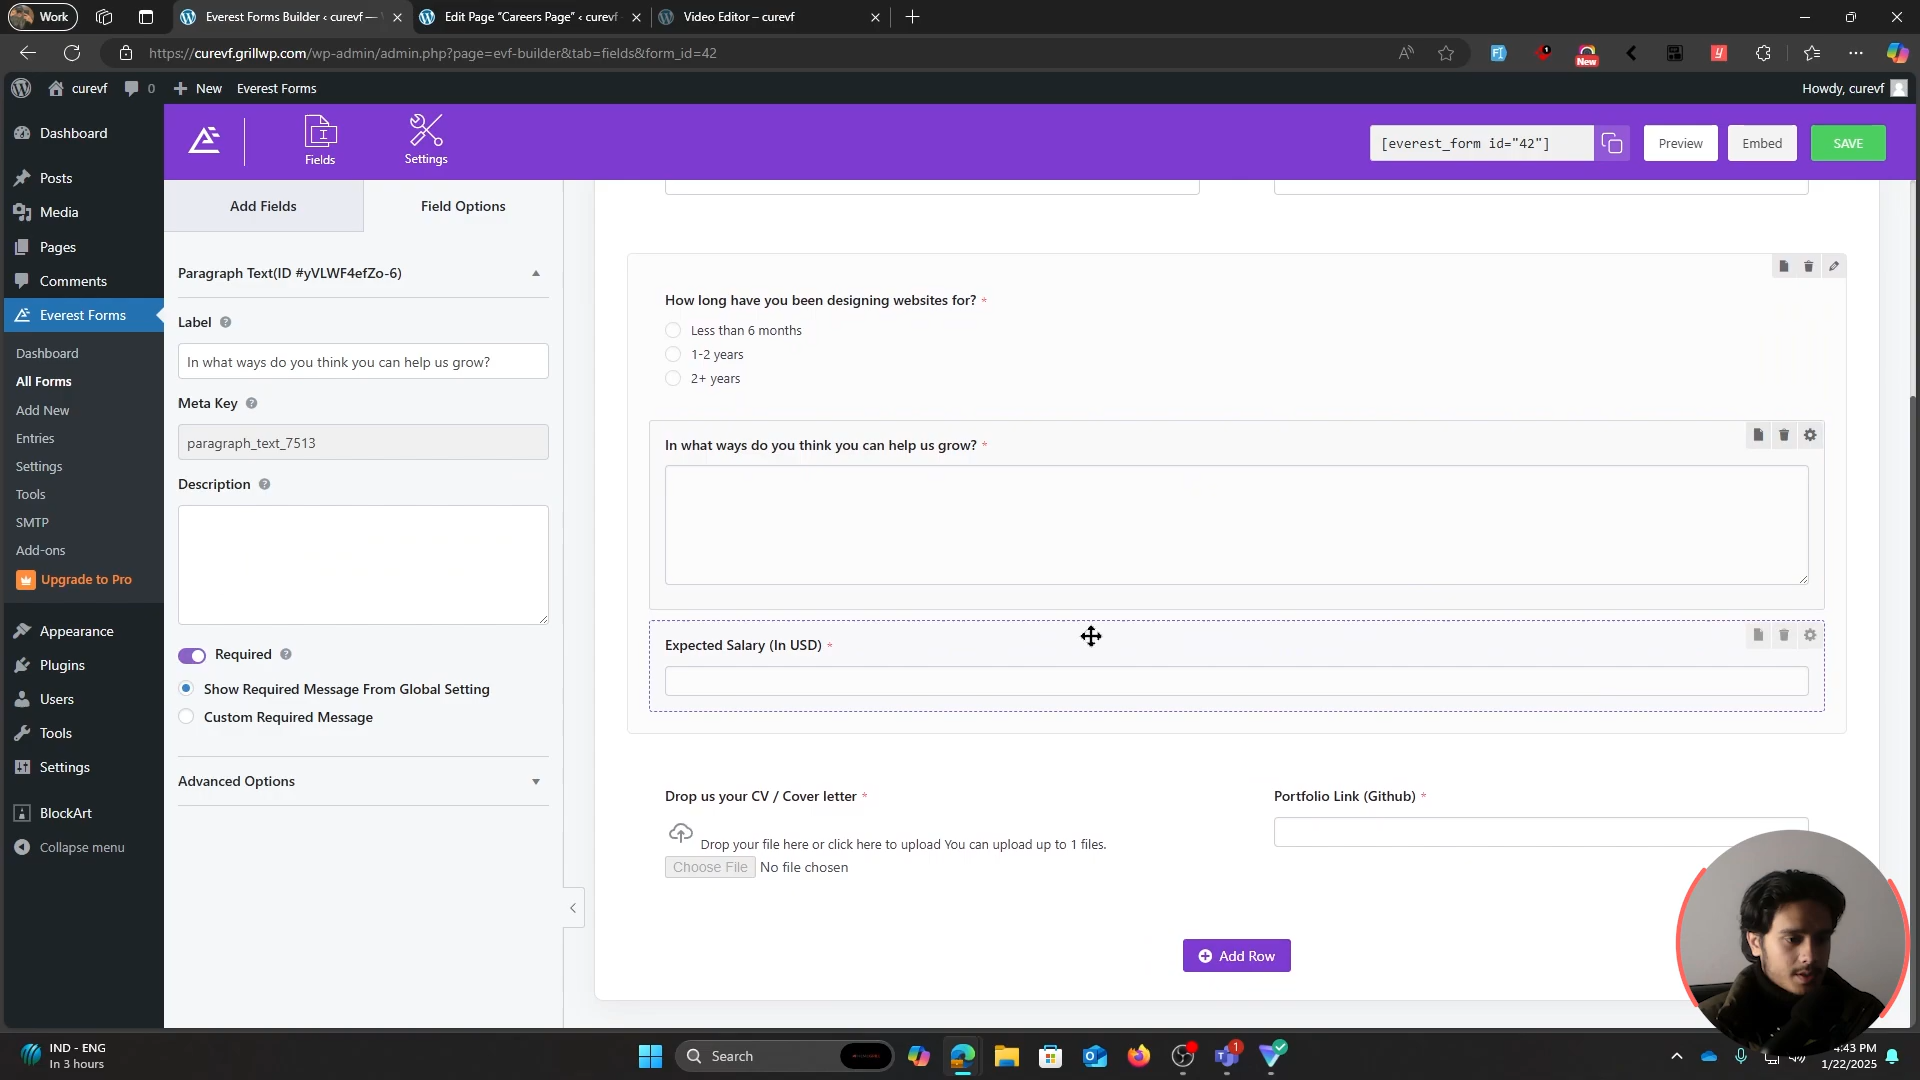 Work
Everest Forms Builder ‹ curevf —
Edit Page “Careers Page” ‹ curevf
Video Editor – curevf
https://curevf.grillwp.com/wp-admin/admin.php?page=evf-builder&tab=fields&form_id=42
New
curevf
0
New
Everest Forms
Howdy, curevf
Dashboard
Posts
Media
Pages
Comments
Everest Forms
Dashboard
All Forms
Add New
Entries
Settings
Tools
SMTP
Add-ons
Upgrade to Pro
Appearance
Plugins
Users
Tools
Settings
BlockArt
Collapse menu
Fields
Settings
[everest_form id="42"]
Preview
Embed
SAVE
Add Fields
Field Options
Paragraph Text(ID #yVLWF4efZo-6)
Label
In what ways do you think you can help us grow?
Meta Key
paragraph_text_7513
Description
Required
Show Required Message From Global Setting
Custom Required Message
Advanced Options
How long have you been designing websites for? *
Less than 6 months
1-2 years
2+ years
In what ways do you think you can help us grow? *
Expected Salary (In USD) *
Drop us your CV / Cover letter *
Drop your file here or click here to upload You can upload up to 1 files.
Choose File No file chosen
Portfolio Link (Github) *
Add Row
IND - ENG
In 3 hours
Search
1
4:43 PM
1/22/2025